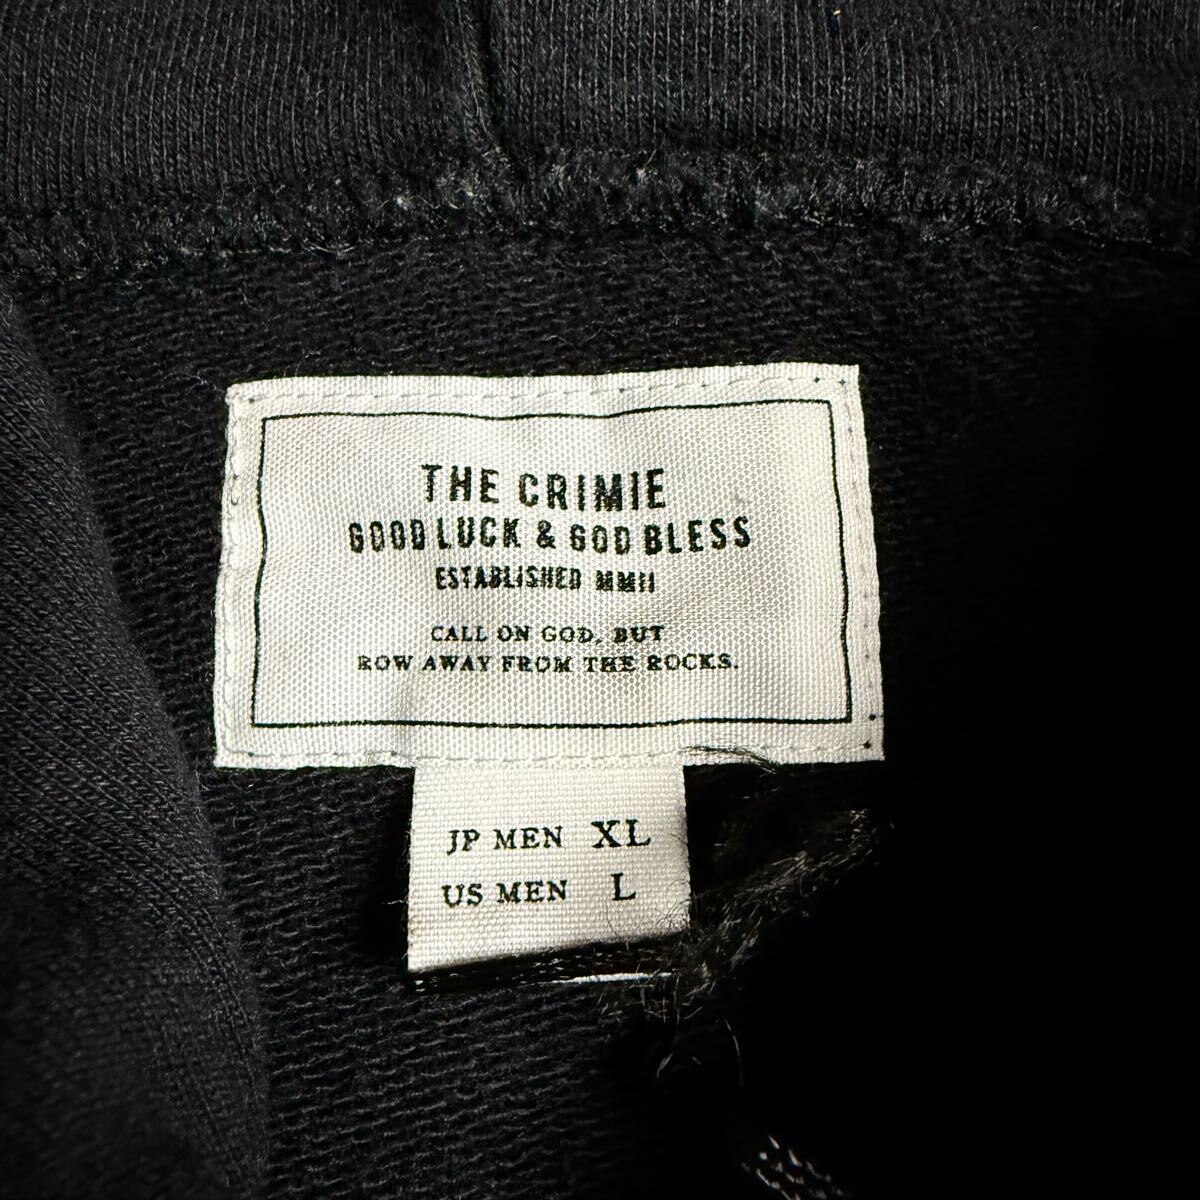 THE CRIMIE
GOOD LUCK & GOD BLESS
ESTABLISHED MMII
CALL ON GOD, BUT
ROW AWAY FROM THE ROCKS.
JP MEN XL
US MEN L